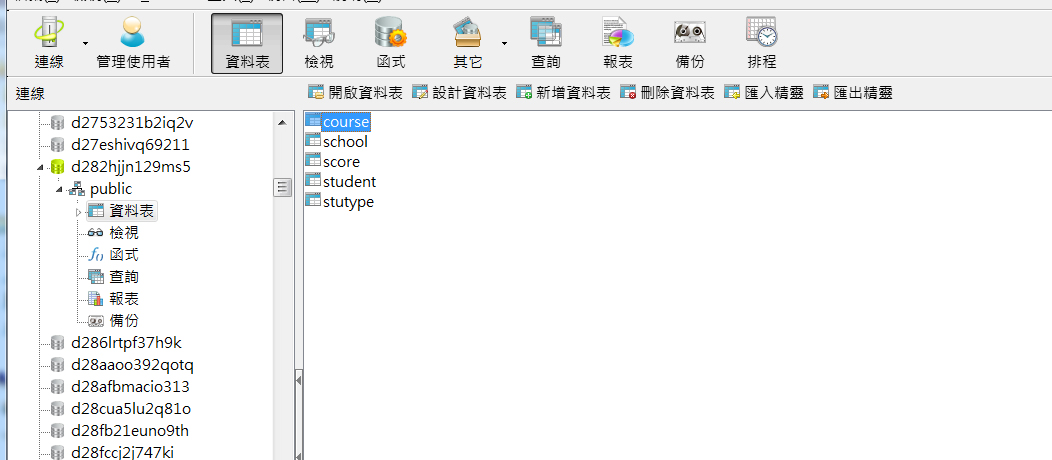 連線 管理使用者 資料表 檢視 函式 其它 查詢 報表 備份 排程
連線
開啟資料表 設計資料表 新增資料表 刪除資料表 匯入精靈 匯出精靈
d2753231b2iq2v
d27eshivq69211
d282hjjn129ms5
public
資料表
檢視
函式
查詢
報表
備份
d286lrtpf37h9k
d28aaoo392qotq
d28afbmacio313
d28cua5lu2q81o
d28fb21euno9th
d28fccj2j747ki
course
school
score
student
stutype